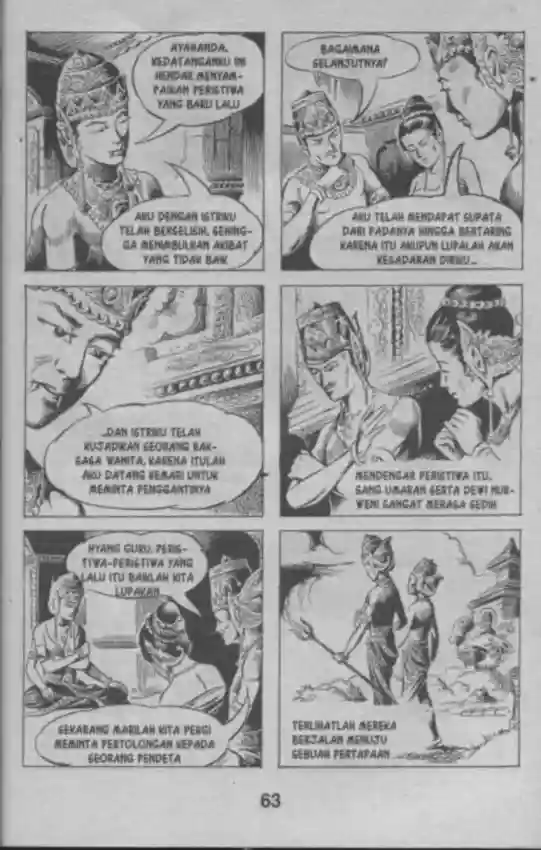 AYAHANDA,
KEDATANGANKU INI
HENDAK MENYAM-
PAIKAN PERISTIWA
YANG BARU LALU
AKU DENGAN ISTRIKU
TELAH BERSELISIH, SEHING-
GA MENIMBULKAN AKIBAT
YANG TIDAK BAIK
BAGAIMANA
SELANJUTNYA?
AKU TELAH MENDAPAT SUPATA
DARI PADANYA HINGGA BERTARING
KARENA ITU AKUPUN LUPALAH AKAN
KESADARAN DIRIKU...
...DAN ISTRIKU TELAH
KUJADIKAN SEORANG RAK-
SASA WANITA, KARENA ITULAH
AKU DATANG KEMARI UNTUK
MEMINTA PENGGANTINYA
MENDENGAR PERISTIWA ITU,
SANG UMARAN SERTA DEWI NUR-
WENI SANGAT MERASA SEDIH
HYANG GURU, PERIS-
TIWA-PERISTIWA YANG
LALU ITU BAIKLAH KITA
LUPAKAN
SEKARANG MARILAH KITA PERGI
MEMINTA PERTOLONGAN KEPADA
SEORANG PENDETA
TERLIHATLAH MEREKA
BERJALAN MENUJU
SEBUAH PERTAPAAN ...
63